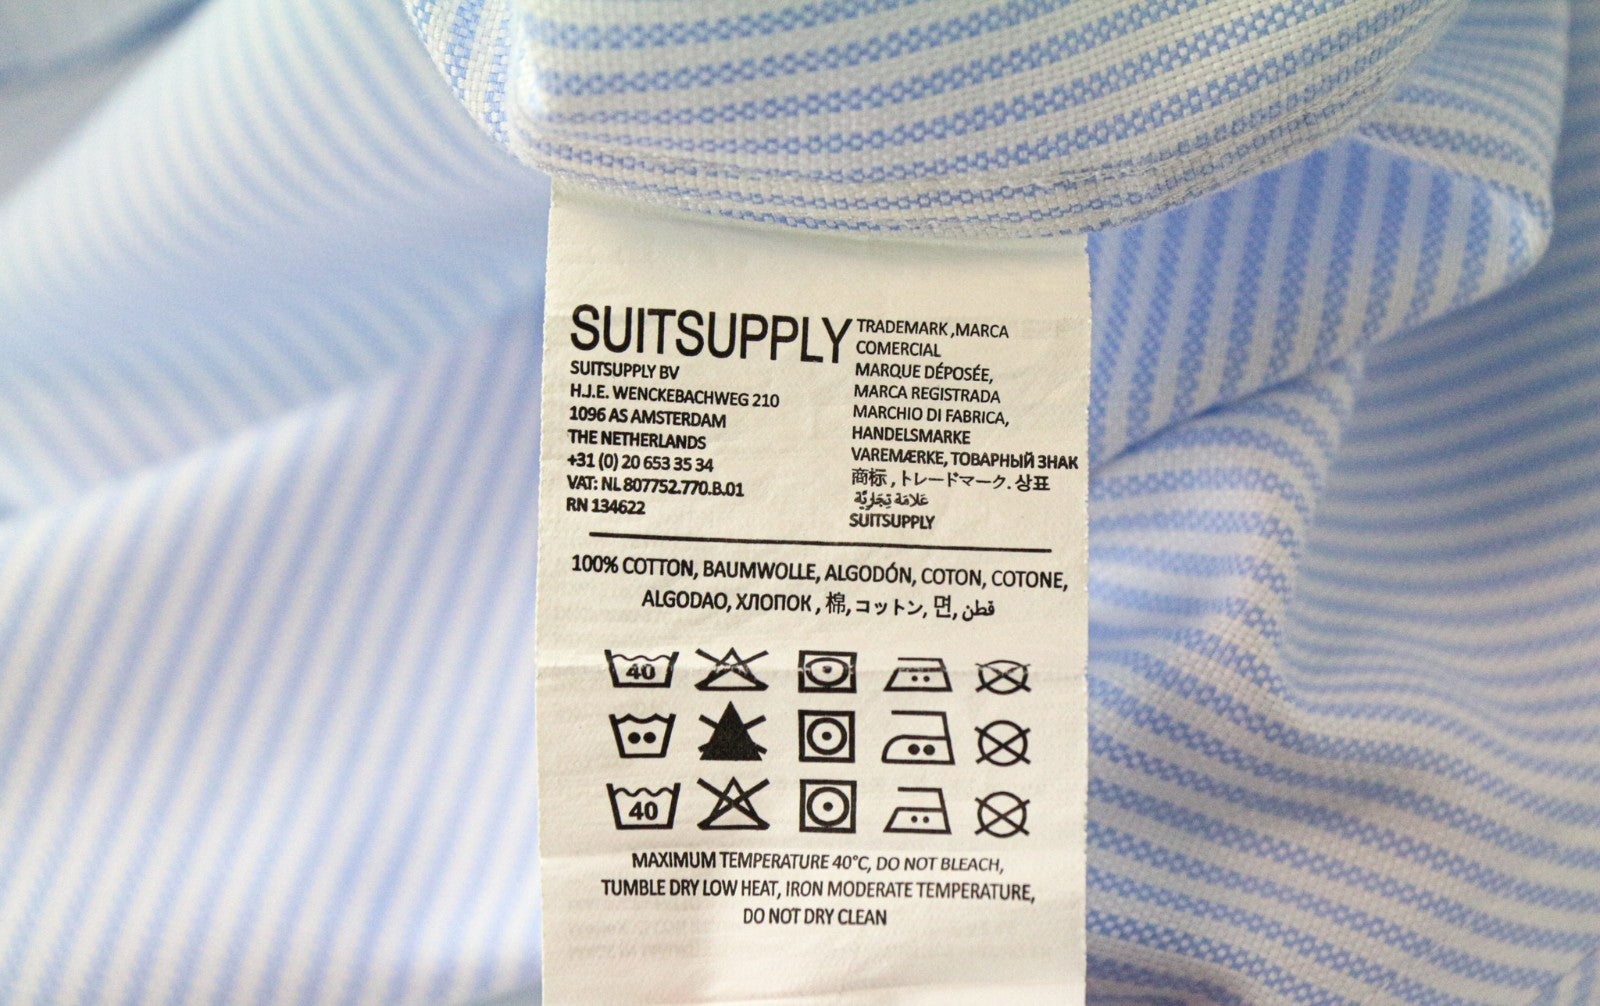 SUITSUPPLY
SUITSUPPLY BV
H.J.E. WENCKEBACHWEG 210
1096 AS AMSTERDAM
THE NETHERLANDS
+31 (0) 20 653 35 34
VAT: NL 807752.770.B.01
RN 134622
TRADEMARK ,MARCA
COMERCIAL
MARQUE DÉPOSÉE,
MARCA REGISTRADA
MARCHIO DI FABRICA,
HANDELSMARKE
VAREMÆRKE, ТОВАРНЫЙ ЗНАК
商标 , トレードマーク. 상표
عَلامَة تِجَارِيَّة
SUITSUPPLY
100% COTTON, BAUMWOLLE, ALGODÓN, COTON, COTONE,
ALGODAO, ХЛОПОК , 棉, コットン, 면, قطن
40
40
MAXIMUM TEMPERATURE 40°C, DO NOT BLEACH,
TUMBLE DRY LOW HEAT, IRON MODERATE TEMPERATURE,
DO NOT DRY CLEAN